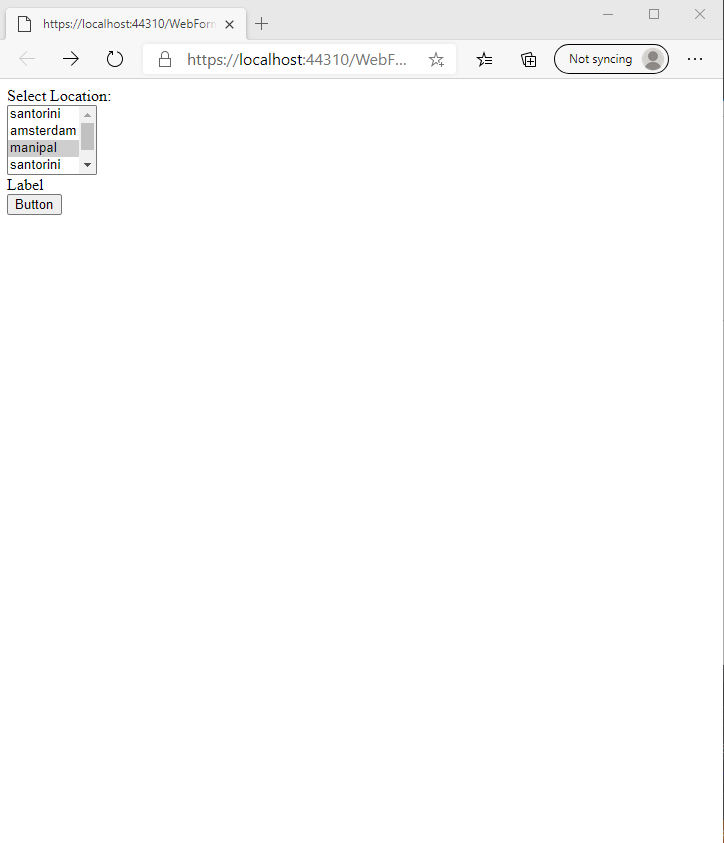 https://localhost:44310/WebForm
https://localhost:44310/WebF...
Not syncing
Select Location:
santorini
amsterdam
manipal
santorini
Label
Button